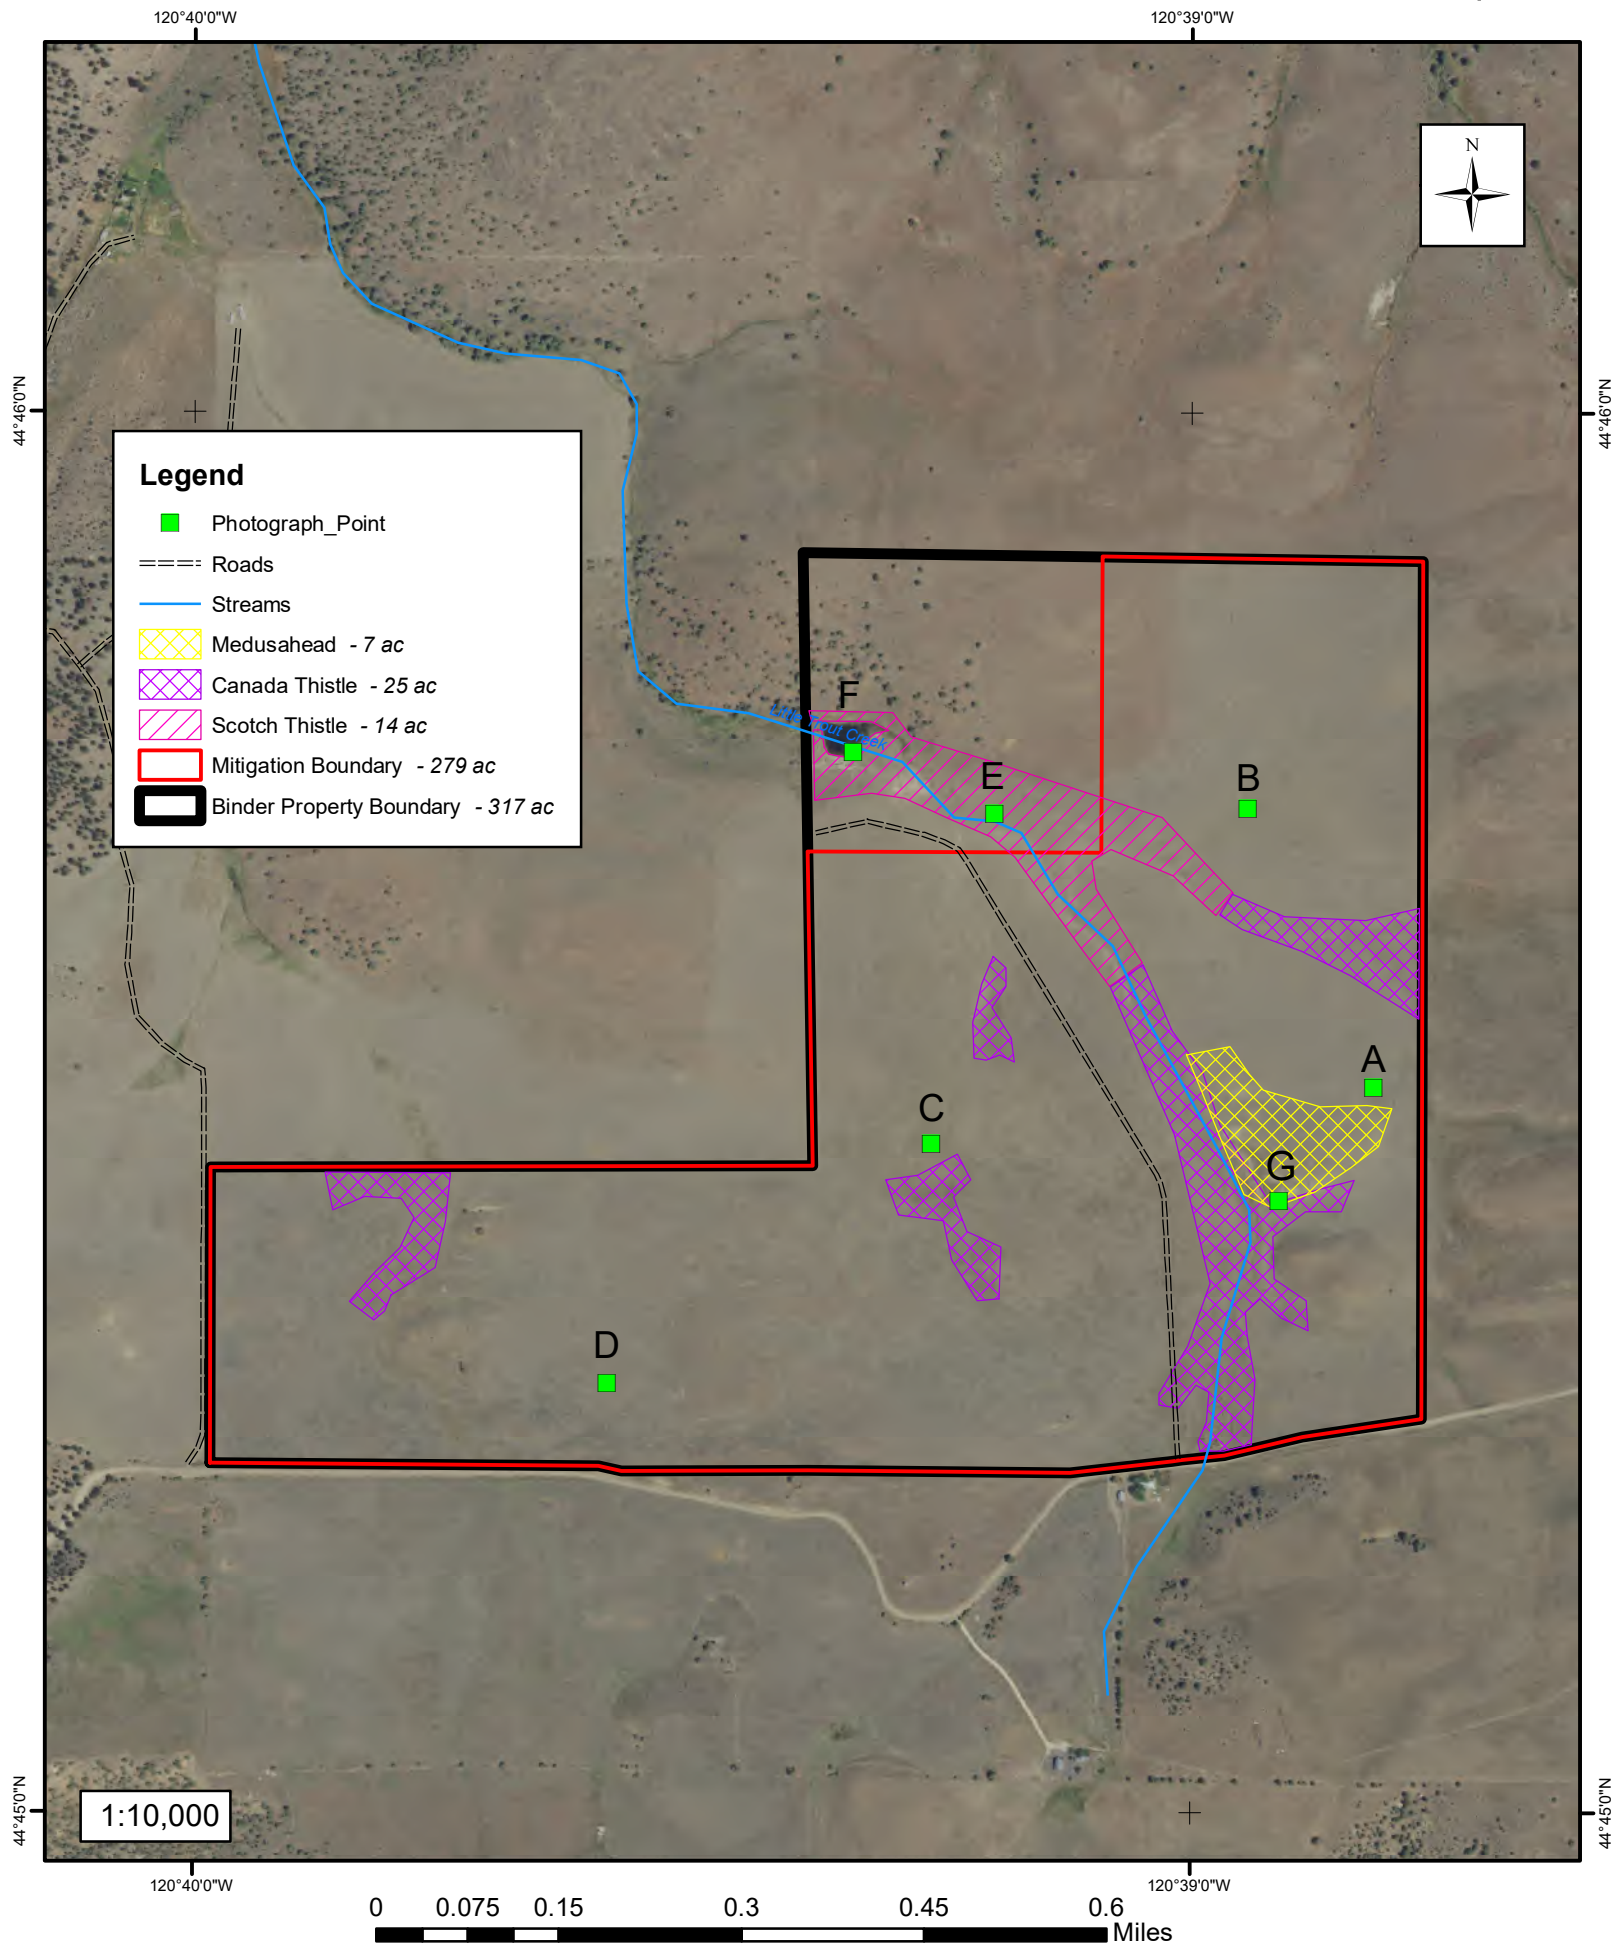 120°40'0"W
120°39'0"W
N
44°46'0"N
44°46'0"N
Legend
Photograph_Point
Roads
Streams
Medusahead - 7 ac
Canada Thistle - 25 ac
Scotch Thistle - 14 ac
Mitigation Boundary - 279 ac
Binder Property Boundary - 317 ac
F
Little Trout Creek
E
B
A
C
G
D
1:10,000
44°45'0"N
44°45'0"N
120°40'0"W
120°39'0"W
0 0.075 0.15 0.3 0.45 0.6
Miles